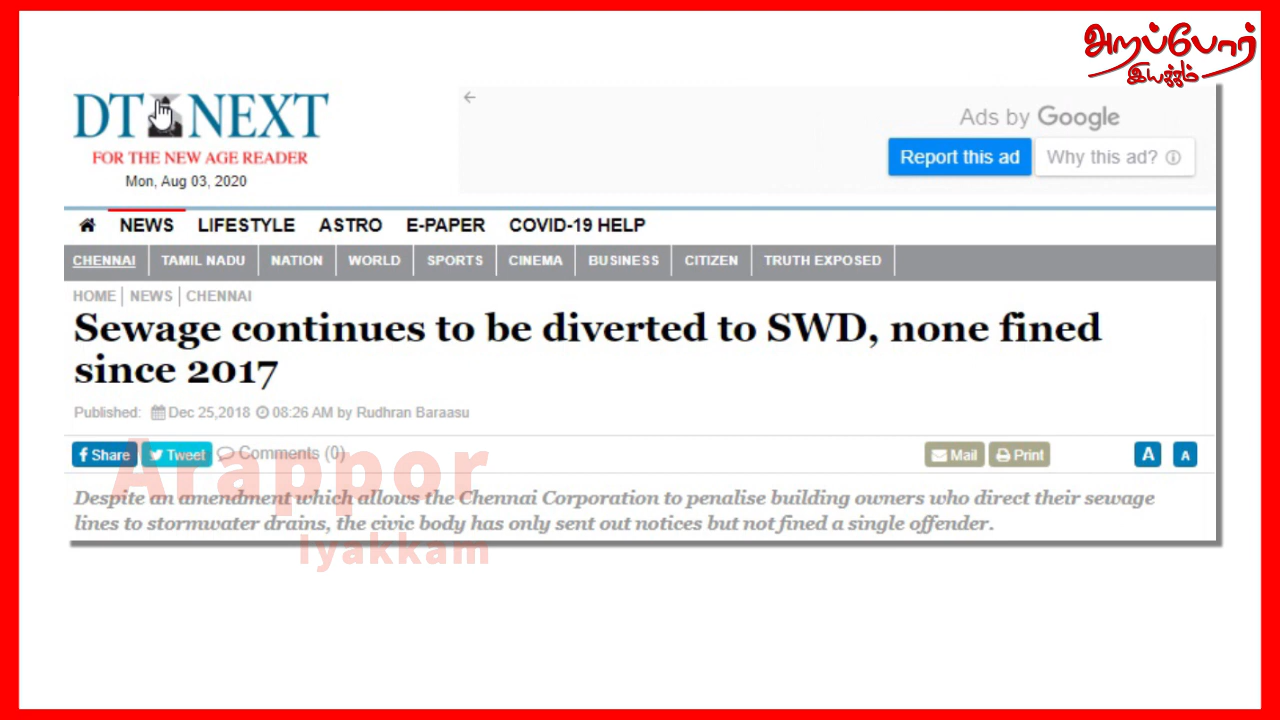 அறப்போர்
இயக்கம்
DT NEXT
Ads by Google
FOR THE NEW AGE READER
Report this ad Why this ad?
Mon, Aug 03, 2020
NEWS LIFESTYLE ASTRO E-PAPER COVID-19 HELP
CHENNAI TAMIL NADU NATION WORLD SPORTS CINEMA BUSINESS CITIZEN TRUTH EXPOSED
HOME NEWS CHENNAI
Sewage continues to be diverted to SWD, none fined
since 2017
Published: Dec 25,2018 08:26 AM by Rudhran Baraasu
Share Tweet Comments (0) Mail Print A A
Arappor
Despite an amendment which allows the Chennai Corporation to penalise building owners who direct their sewage
lines to stormwater drains, the civic body has only sent out notices but not fined a single offender.
Iyakkam